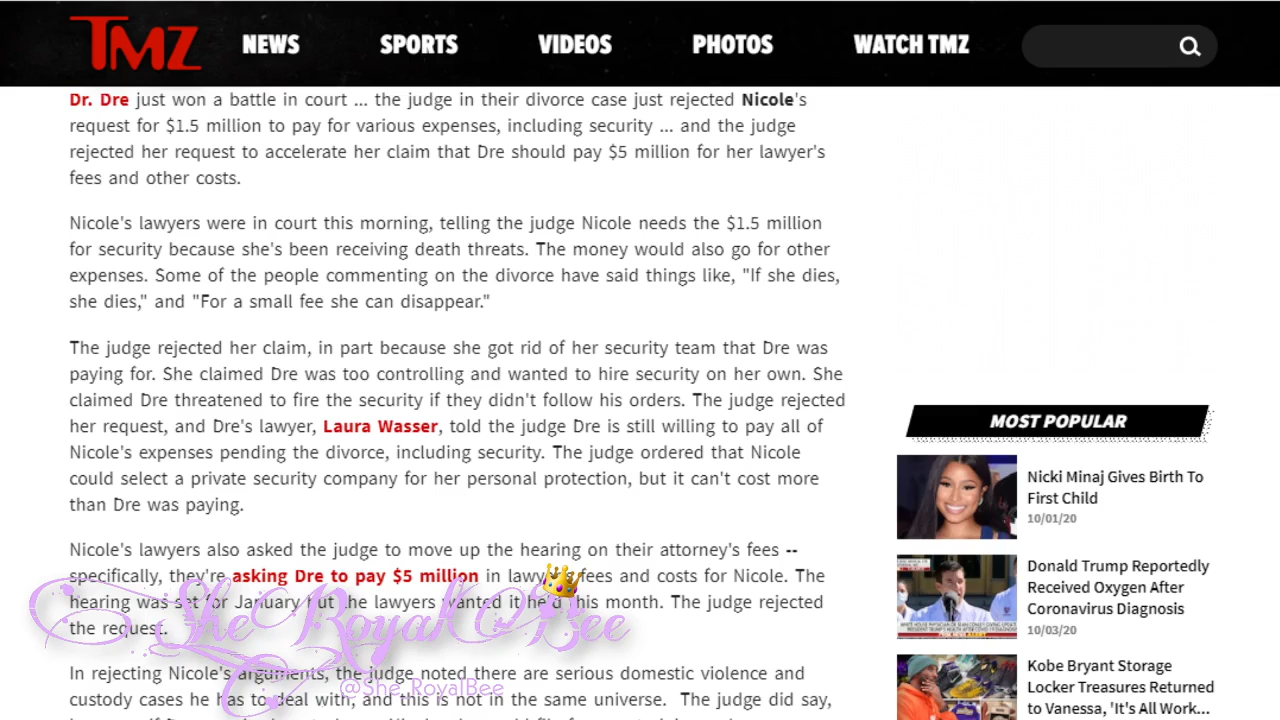 TMZ NEWS SPORTS VIDEOS PHOTOS WATCH TMZ
Dr. Dre just won a battle in court ... the judge in their divorce case just rejected Nicole's
request for $1.5 million to pay for various expenses, including security ... and the judge
rejected her request to accelerate her claim that Dre should pay $5 million for her lawyer's
fees and other costs.
Nicole's lawyers were in court this morning, telling the judge Nicole needs the $1.5 million
for security because she's been receiving death threats. The money would also go for other
expenses. Some of the people commenting on the divorce have said things like, "If she dies,
she dies," and "For a small fee she can disappear."
The judge rejected her claim, in part because she got rid of her security team that Dre was
paying for. She claimed Dre was too controlling and wanted to hire security on her own. She
claimed Dre threatened to fire the security if they didn't follow his orders. The judge rejected
her request, and Dre's lawyer, Laura Wasser, told the judge Dre is still willing to pay all of
Nicole's expenses pending the divorce, including security. The judge ordered that Nicole
could select a private security company for her personal protection, but it can't cost more
than Dre was paying.
Nicole's lawyers also asked the judge to move up the hearing on their attorney's fees --
specifically, they're asking Dre to pay $5 million in lawyer's fees and costs for Nicole. The
hearing was set for January but the lawyers wanted it held this month. The judge rejected
the request.
In rejecting Nicole's arguments, the judge noted there are serious domestic violence and
custody cases he has to deal with, and this is not in the same universe. The judge did say,
SheRoyalBee
@She_RoyalBee
MOST POPULAR
Nicki Minaj Gives Birth To
First Child
10/01/20
Donald Trump Reportedly
Received Oxygen After
Coronavirus Diagnosis
10/03/20
Kobe Bryant Storage
Locker Treasures Returned
to Vanessa, 'It's All Work...